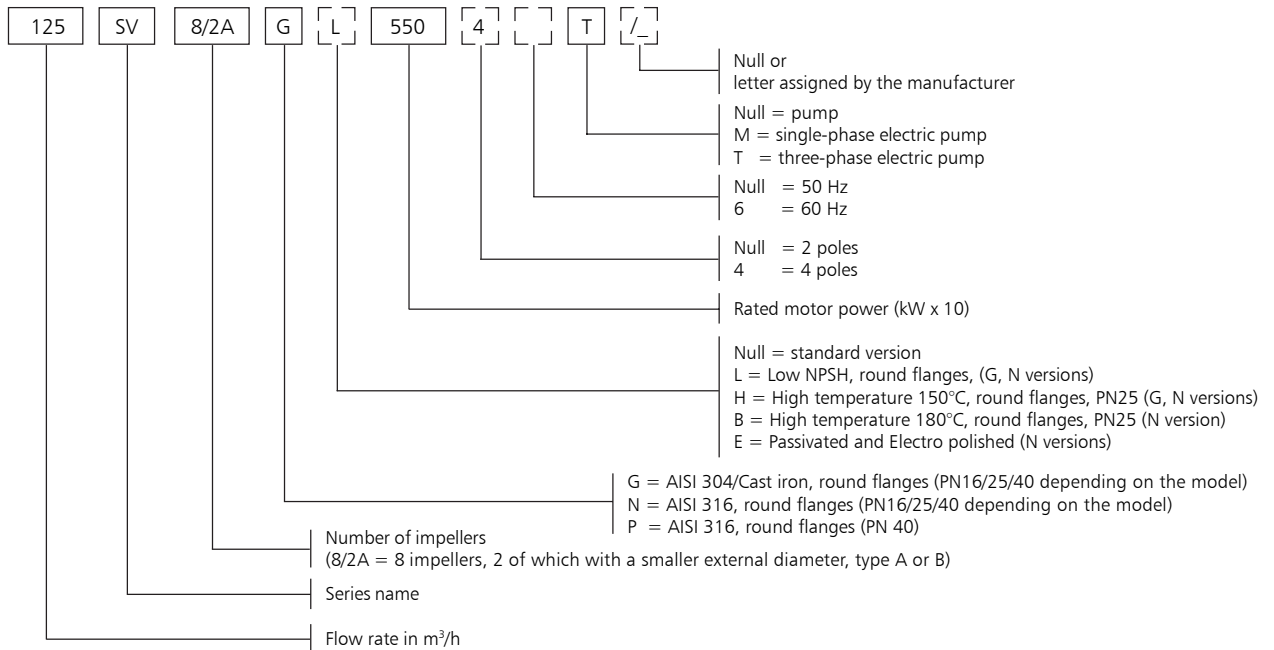 125 SV 8/2A G L 550 4 T /_
Null or
letter assigned by the manufacturer
Null = pump
M = single-phase electric pump
T = three-phase electric pump
Null = 50 Hz
6 = 60 Hz
Null = 2 poles
4 = 4 poles
Rated motor power (kW x 10)
Null = standard version
L = Low NPSH, round flanges, (G, N versions)
H = High temperature 150°C, round flanges, PN25 (G, N versions)
B = High temperature 180°C, round flanges, PN25 (N version)
E = Passivated and Electro polished (N versions)
G = AISI 304/Cast iron, round flanges (PN16/25/40 depending on the model)
N = AISI 316, round flanges (PN16/25/40 depending on the model)
P = AISI 316, round flanges (PN 40)
Number of impellers
(8/2A = 8 impellers, 2 of which with a smaller external diameter, type A or B)
Series name
Flow rate in m³/h